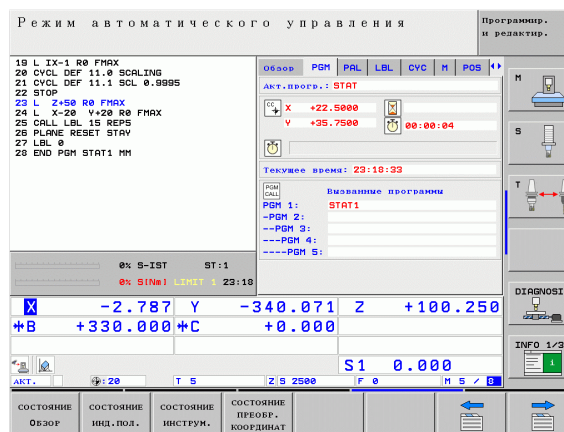 Режим автоматического управления
Программир.
и редактир.
19 L IX-1 R0 FMAX
20 CYCL DEF 11.0 SCALING
21 CYCL DEF 11.1 SCL 0.9995
22 STOP
23 L Z+50 R0 FMAX
24 L X-20 Y+20 R0 FMAX
25 CALL LBL 15 REP5
26 PLANE RESET STAY
27 LBL 0
28 END PGM STAT1 MM
0% S-IST ST:1
0% S[Nm] LIMIT 1 23:18
Обзор PGM PAL LBL CYC M POS
Акт.прогр.: STAT
CC
X +22.5000
Y +35.7500
00:00:04
Текущее время: 23:18:33
PGM
CALL
Вызванные программы
PGM 1: STAT1
-PGM 2:
--PGM 3:
---PGM 4:
----PGM 5:
X -2.787 Y -340.071 Z +100.250
B +330.000 C +0.000
S1 0.000
АКТ. : 20 T 5 Z S 2500 F 0 M 5 / 8
M
S
T
DIAGNOSI
INFO 1/3
1
СОСТОЯНИЕ
ОБЗОР
СОСТОЯНИЕ
ИНД.ПОЛ.
СОСТОЯНИЕ
ИНСТРУМ.
СОСТОЯНИЕ
ПРЕОБР.
КООРДИНАТ